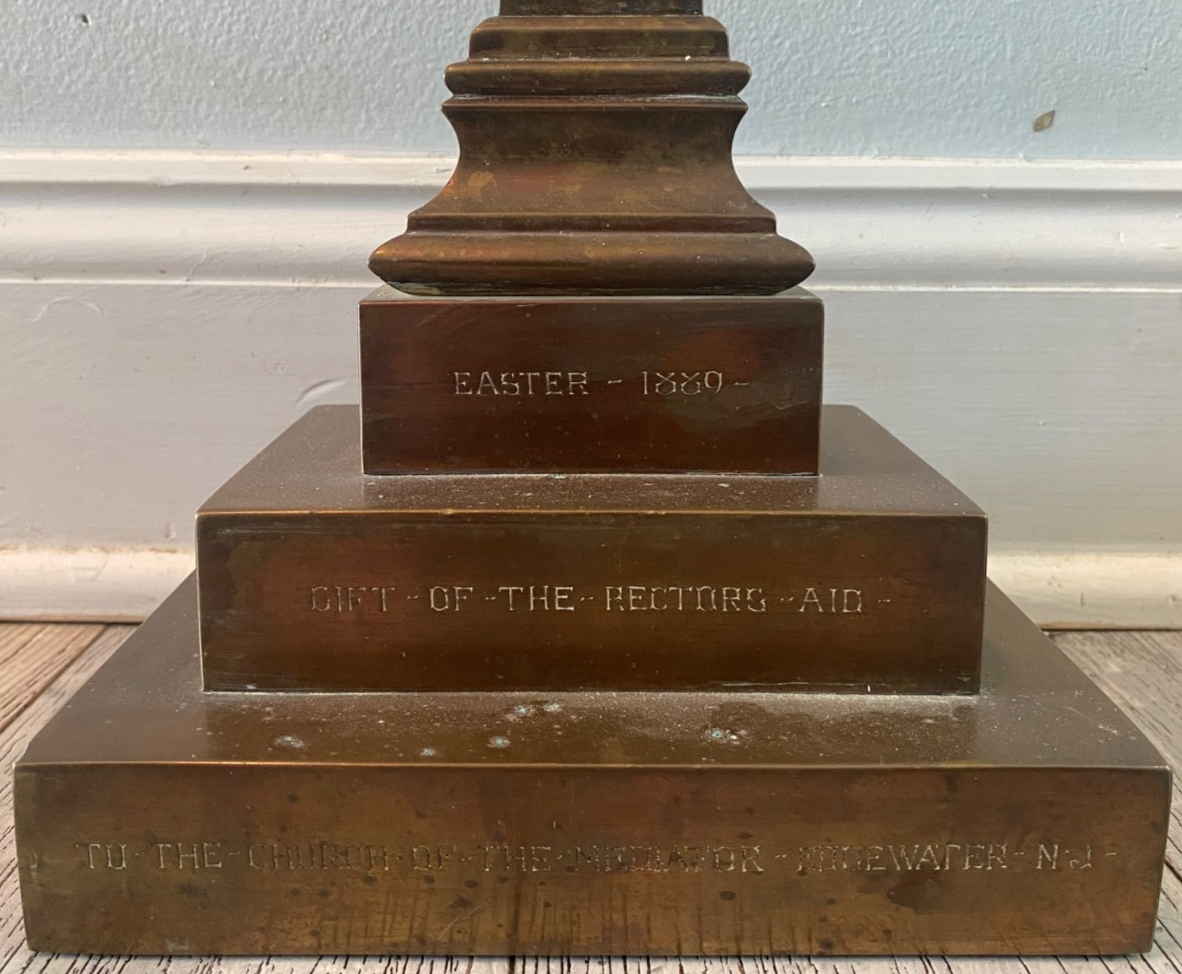 EASTER - 1889 -
GIFT - OF - THE - RECTORS - AID -
TO - THE - CHURCH - OF - THE - MEDIATOR - EDGEWATER - N - J -